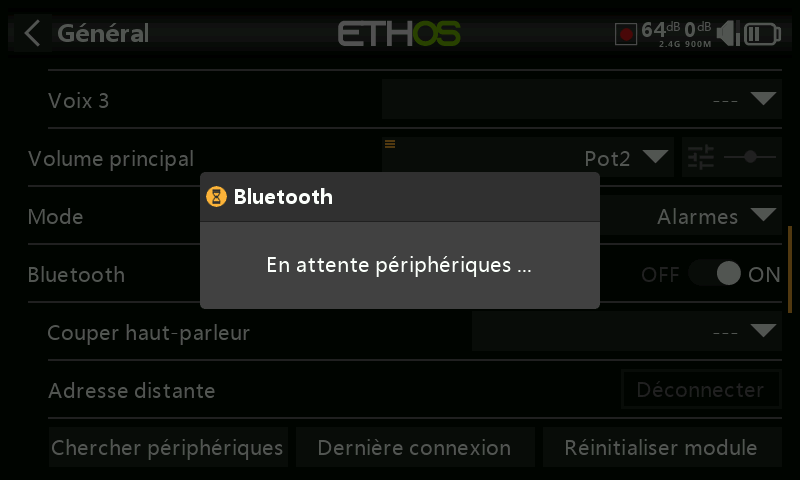 Général
ETHOS
64dB 0dB
2.4G 900M
Voix 3
---
Volume principal
Pot2
Mode
Alarmes
Bluetooth
En attente périphériques ...
Bluetooth
OFF
ON
Couper haut-parleur
---
Adresse distante
Déconnecter
Chercher périphériques
Dernière connexion
Réinitialiser module